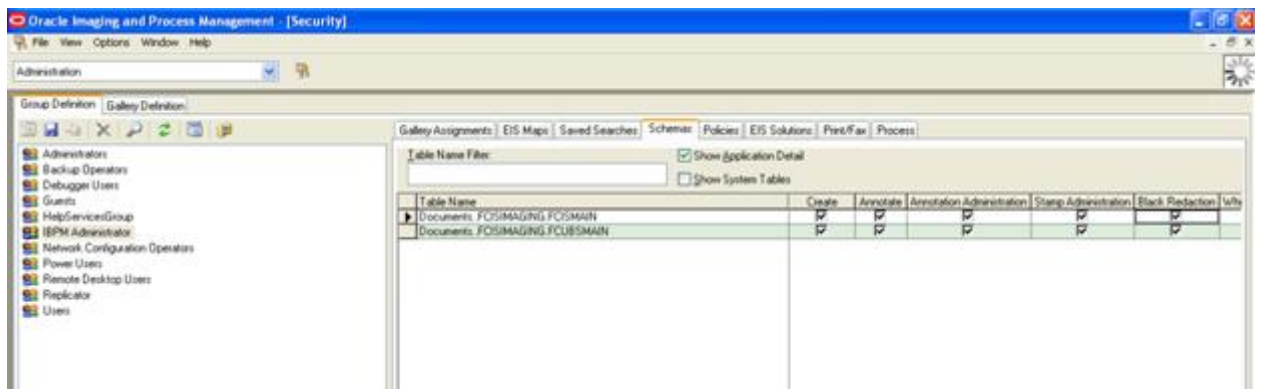 Oracle Imaging and Process Management - [Security]
File View Options Window Help
Administration
Group Definition Gallery Definition
Gallery Assignments EIS Maps Saved Searches Schemas Policies EIS Solutions Print/Fax Process
Administrators
Backup Operators
Debugger Users
Guests
HelpServicesGroup
IBPM Administrator
Network Configuration Operators
Power Users
Remote Desktop Users
Replicator
Users
Table Name Filter:
Show Application Detail
Show System Tables
Table Name Create Annotate Annotation Administration Stamp Administration Black Redaction Whi
Documents .FCISIMAGING.FCISMAIN
Documents .FCISIMAGING.FCUBSMAIN